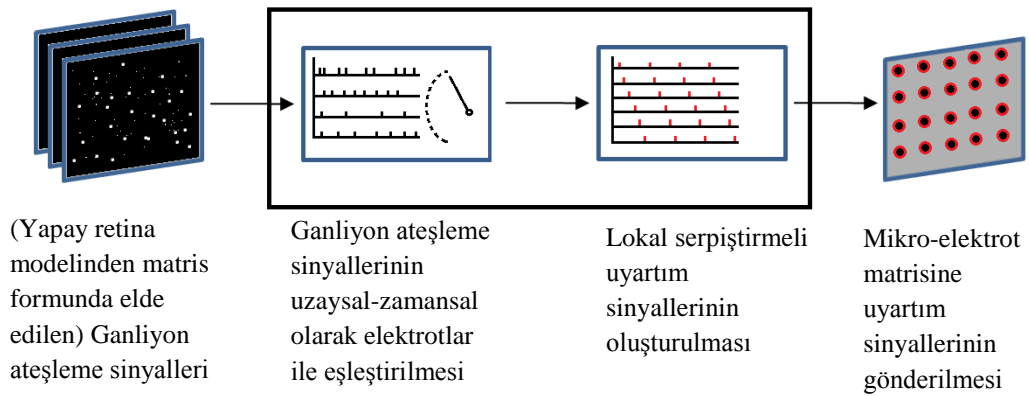 (Yapay retina
modelinden matris
formunda elde
edilen) Ganliyon
ateşleme sinyalleri
Ganliyon ateşleme
sinyallerinin
uzaysal-zamansal
olarak elektrotlar
ile eşleştirilmesi
Lokal serpiştirmeli
uyartım
sinyallerinin
oluşturulması
Mikro-elektrot
matrisine
uyartım
sinyallerinin
gönderilmesi